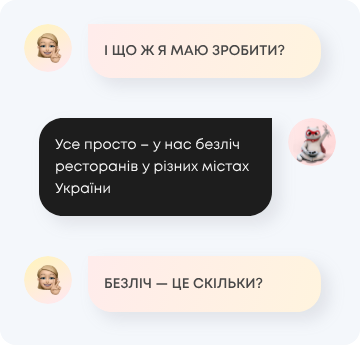 І ЩО Ж Я МАЮ ЗРОБИТИ?
Усе просто – у нас безліч
ресторанів у різних містах
України
БЕЗЛІЧ — ЦЕ СКІЛЬКИ?